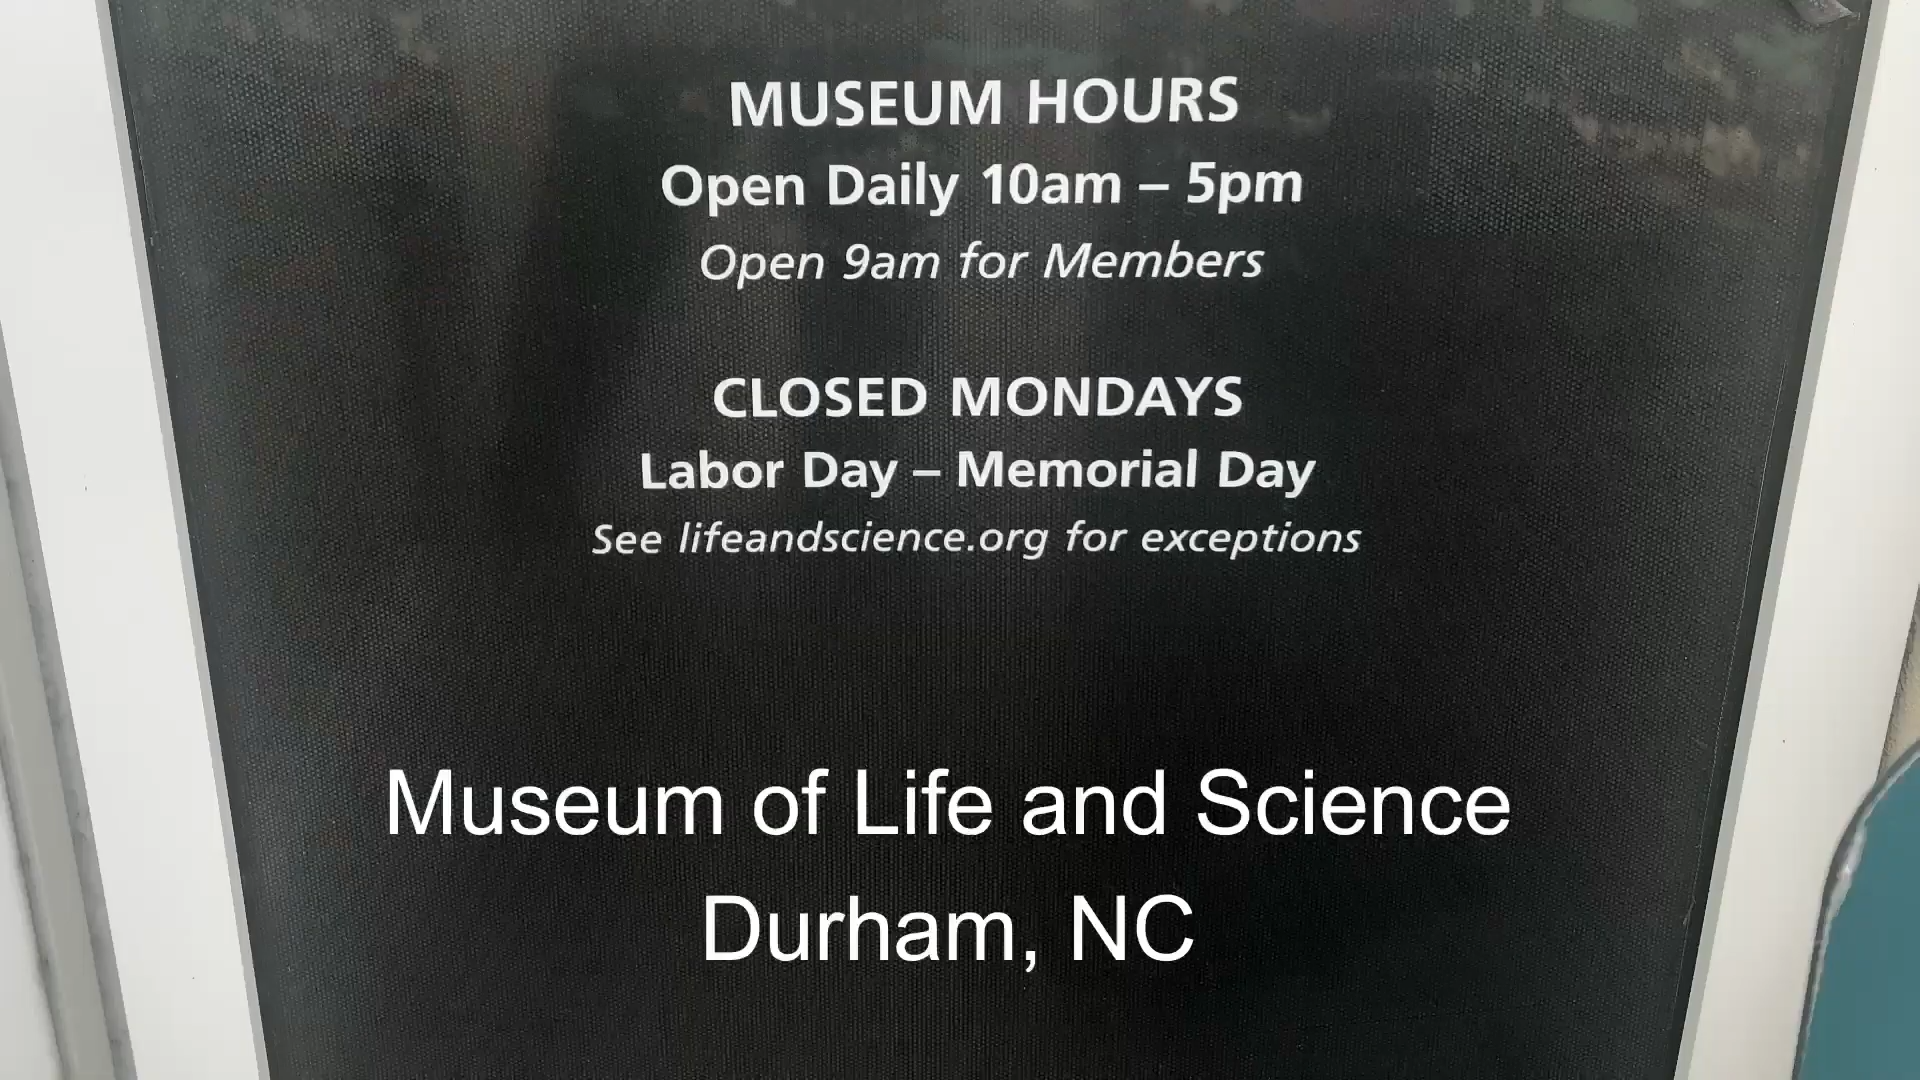 MUSEUM HOURS
Open Daily 10am – 5pm
Open 9am for Members
CLOSED MONDAYS
Labor Day – Memorial Day
See lifeandscience.org for exceptions
Museum of Life and Science
Durham, NC